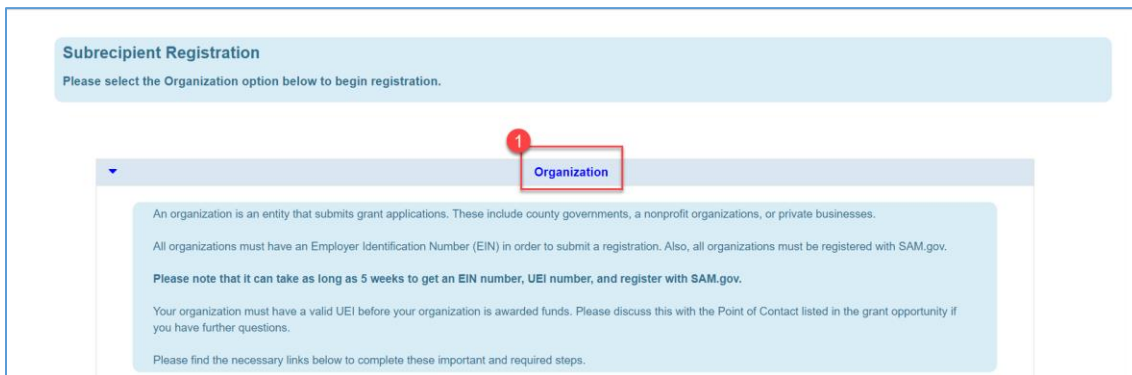 Subrecipient Registration
Please select the Organization option below to begin registration.
1
Organization
An organization is an entity that submits grant applications. These include county governments, a nonprofit organizations, or private businesses.
All organizations must have an Employer Identification Number (EIN) in order to submit a registration. Also, all organizations must be registered with SAM.gov.
Please note that it can take as long as 5 weeks to get an EIN number, UEI number, and register with SAM.gov.
Your organization must have a valid UEI before your organization is awarded funds. Please discuss this with the Point of Contact listed in the grant opportunity if
you have further questions.
Please find the necessary links below to complete these important and required steps.